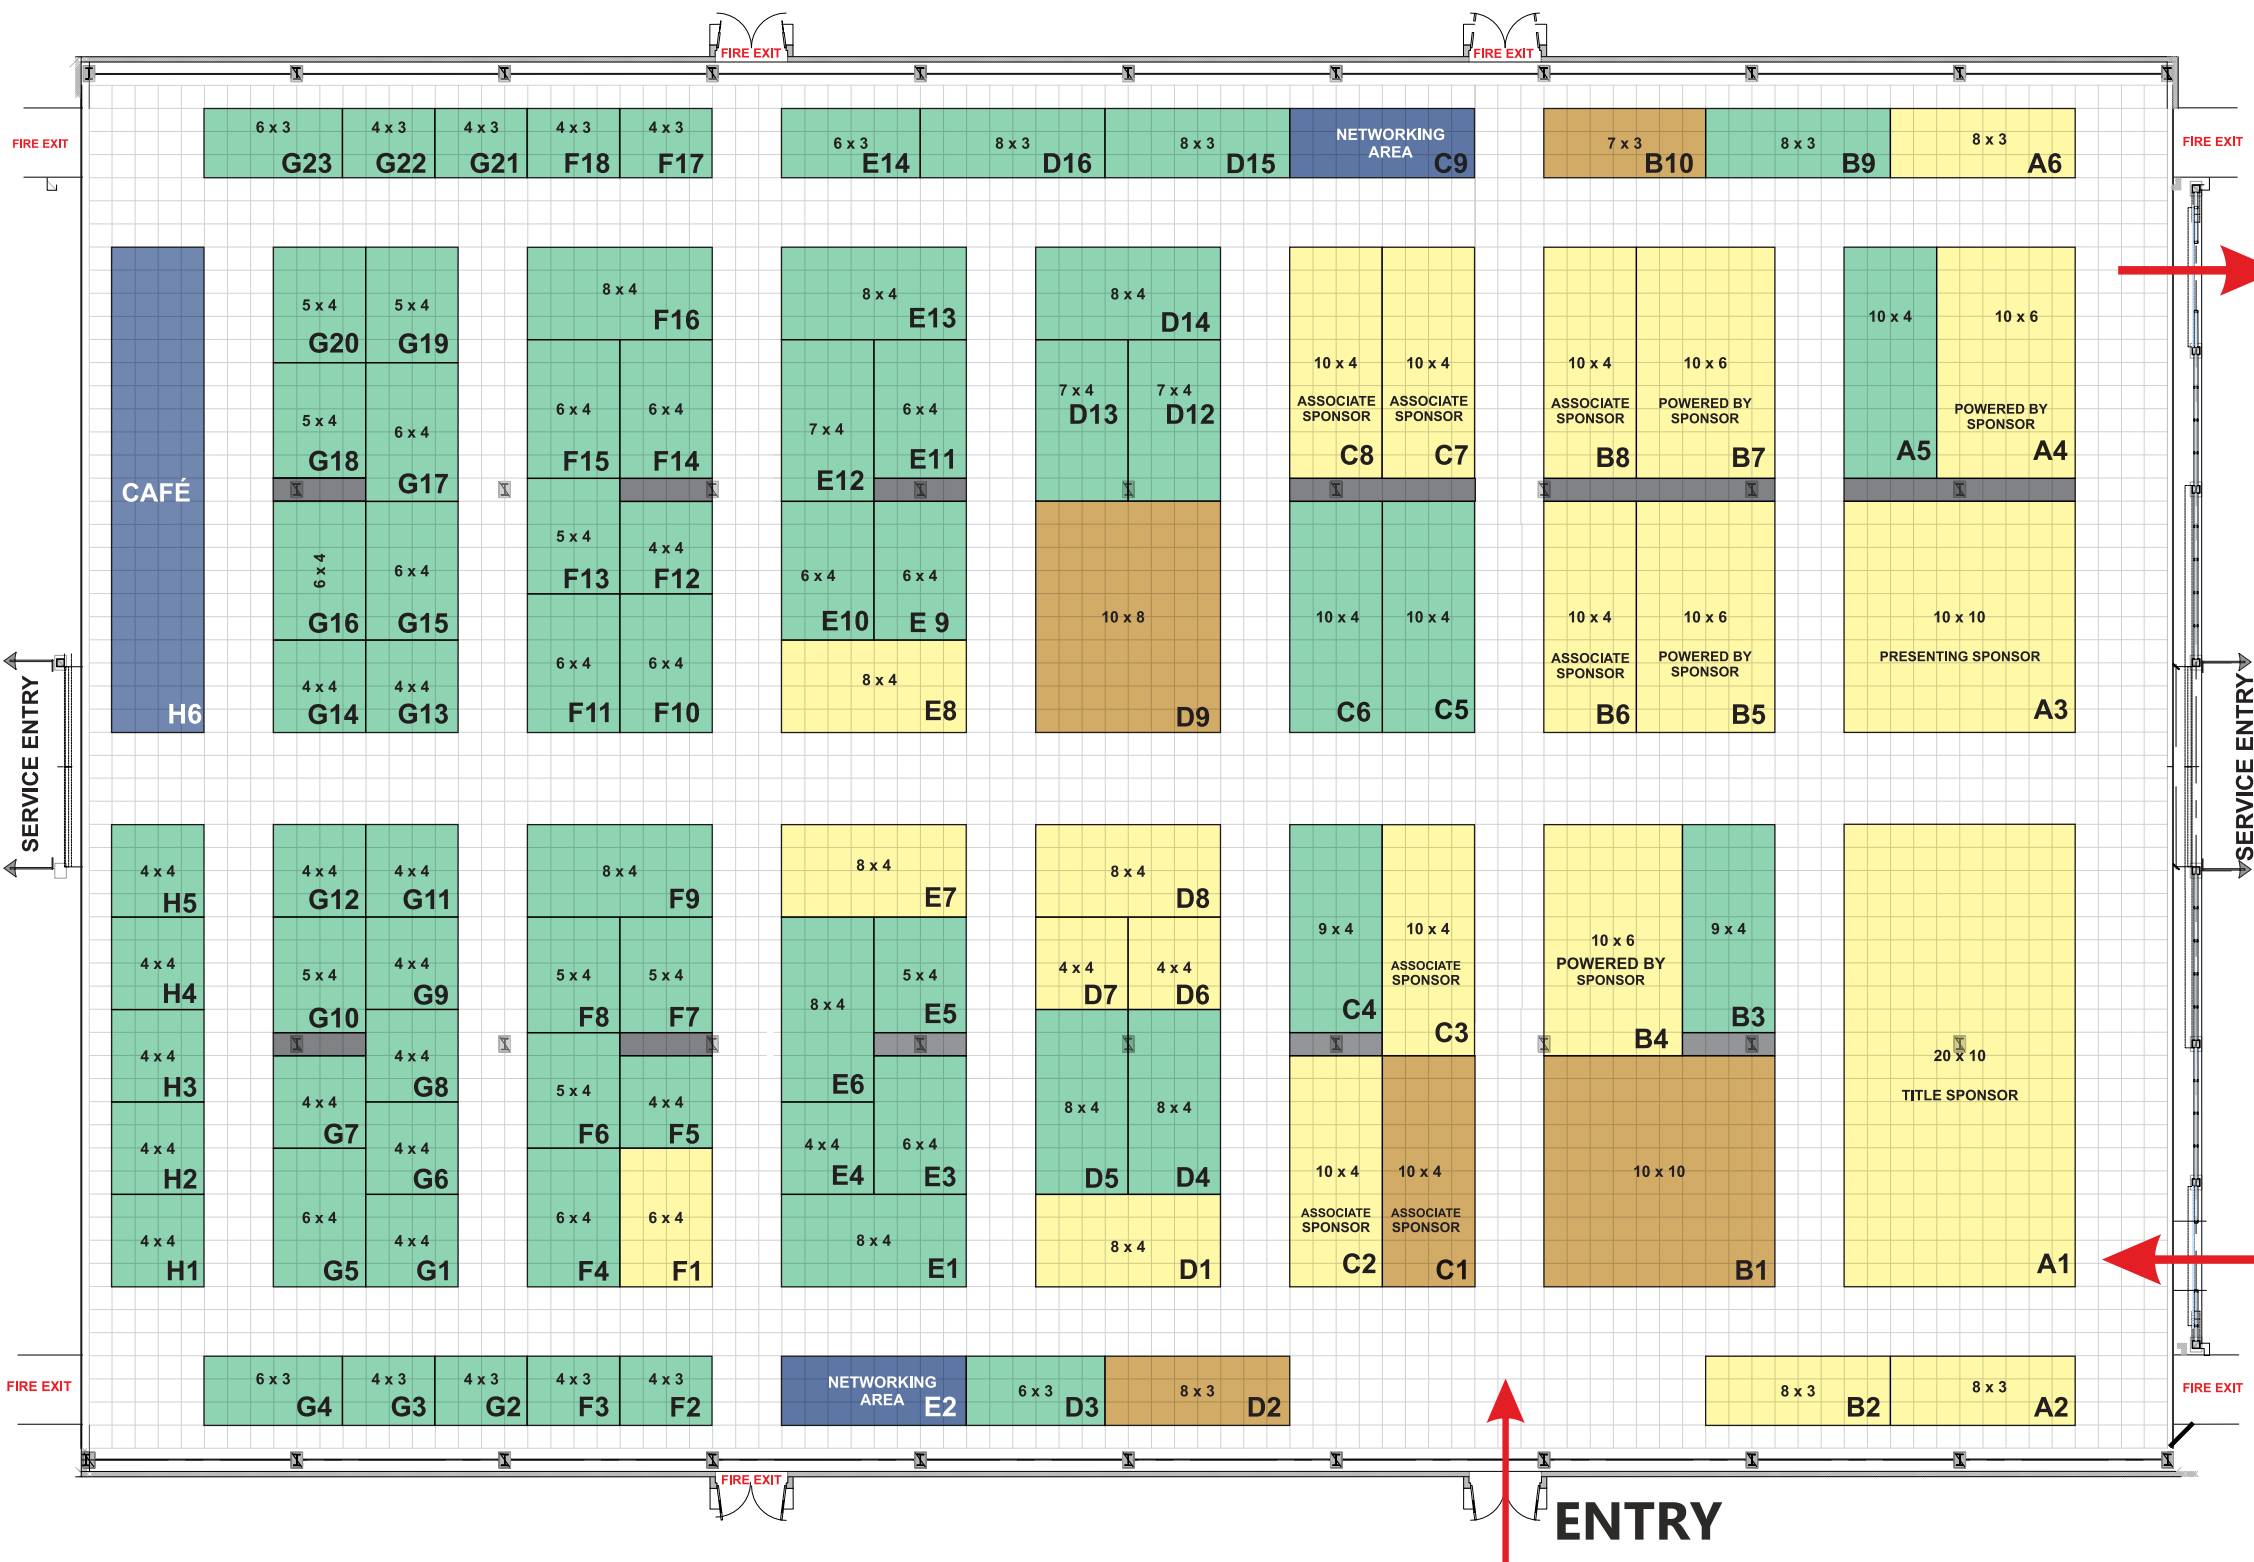 FIRE EXIT
FIRE EXIT
FIRE EXIT
6 x 3
G23
4 x 3
G22
4 x 3
G21
4 x 3
F18
4 x 3
F17
6 x 3
E14
8 x 3
D16
8 x 3
D15
NETWORKING
AREA
C9
7 x 3
B10
8 x 3
B9
8 x 3
A6
FIRE EXIT
CAFÉ
H6
5 x 4
G20
5 x 4
G19
5 x 4
G18
6 x 4
G17
6 x 4
G16
6 x 4
G15
4 x 4
G14
4 x 4
G13
8 x 4
F16
6 x 4
F15
6 x 4
F14
5 x 4
F13
4 x 4
F12
6 x 4
F11
6 x 4
F10
8 x 4
E13
7 x 4
E12
6 x 4
E11
6 x 4
E10
6 x 4
E 9
8 x 4
E8
8 x 4
D14
7 x 4
D13
7 x 4
D12
10 x 8
D9
10 x 4
ASSOCIATE
SPONSOR
C8
10 x 4
ASSOCIATE
SPONSOR
C7
10 x 4
C6
10 x 4
C5
10 x 4
ASSOCIATE
SPONSOR
B8
10 x 6
POWERED BY
SPONSOR
B7
10 x 4
ASSOCIATE
SPONSOR
B6
10 x 6
POWERED BY
SPONSOR
B5
10 x 4
A5
10 x 6
POWERED BY
SPONSOR
A4
10 x 10
PRESENTING SPONSOR
A3
SERVICE ENTRY
SERVICE ENTRY
4 x 4
H5
4 x 4
H4
4 x 4
H3
4 x 4
H2
4 x 4
H1
4 x 4
G12
4 x 4
G11
5 x 4
G10
4 x 4
G9
4 x 4
G8
4 x 4
G7
4 x 4
G6
6 x 4
G5
4 x 4
G1
8 x 4
F9
5 x 4
F8
5 x 4
F7
5 x 4
F6
4 x 4
F5
6 x 4
F4
6 x 4
F1
8 x 4
E7
8 x 4
E6
5 x 4
E5
4 x 4
E4
6 x 4
E3
8 x 4
E1
8 x 4
D8
4 x 4
D7
4 x 4
D6
8 x 4
D5
8 x 4
D4
8 x 4
D1
9 x 4
C4
10 x 4
ASSOCIATE
SPONSOR
C3
10 x 4
ASSOCIATE
SPONSOR
C2
10 x 4
ASSOCIATE
SPONSOR
C1
10 x 6
POWERED BY
SPONSOR
B4
9 x 4
B3
10 x 10
B1
20 x 10
TITLE SPONSOR
A1
FIRE EXIT
6 x 3
G4
4 x 3
G3
4 x 3
G2
4 x 3
F3
4 x 3
F2
NETWORKING
AREA
E2
6 x 3
D3
8 x 3
D2
8 x 3
B2
8 x 3
A2
FIRE EXIT
FIRE EXIT
ENTRY